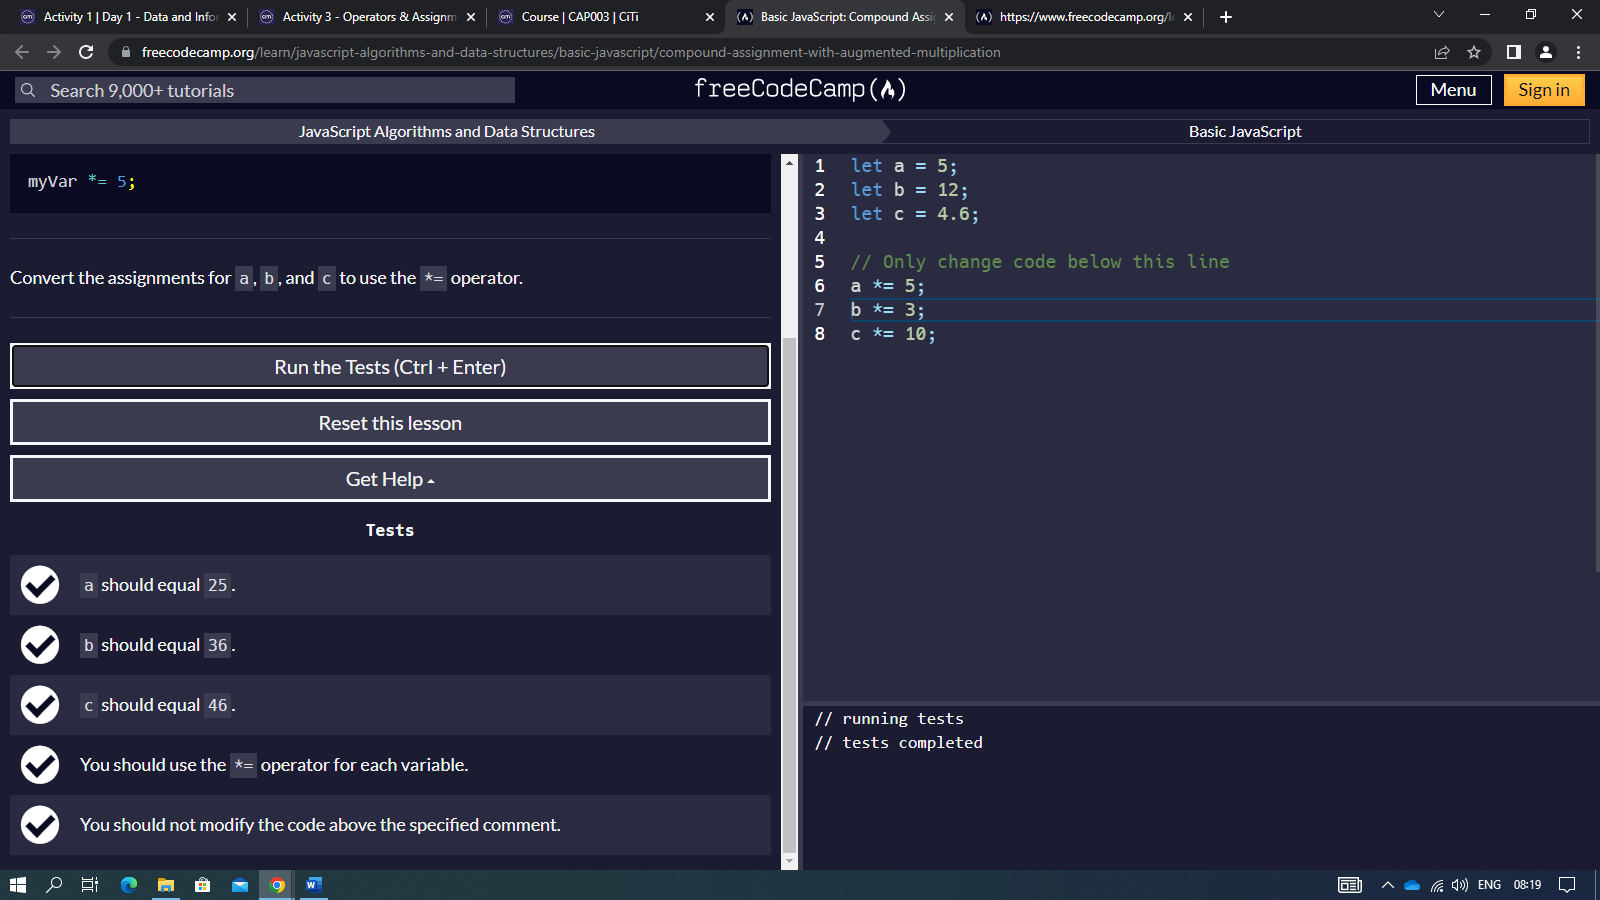 Activity 1 | Day 1 - Data and Infor
Activity 3 - Operators & Assignm
Course | CAP003 | CiTi
Basic JavaScript: Compound Assi
https://www.freecodecamp.org/l
freecodecamp.org/learn/javascript-algorithms-and-data-structures/basic-javascript/compound-assignment-with-augmented-multiplication
Search 9,000+ tutorials
freeCodeCamp
Menu
Sign in
JavaScript Algorithms and Data Structures
Basic JavaScript
myVar *= 5;
Convert the assignments for a, b, and c to use the *= operator.
Run the Tests (Ctrl + Enter)
Reset this lesson
Get Help
Tests
a should equal 25.
b should equal 36.
c should equal 46.
You should use the *= operator for each variable.
You should not modify the code above the specified comment.
1 let a = 5;
2 let b = 12;
3 let c = 4.6;
4
5 // Only change code below this line
6 a *= 5;
7 b *= 3;
8 c *= 10;
// running tests
// tests completed
ENG
08:19